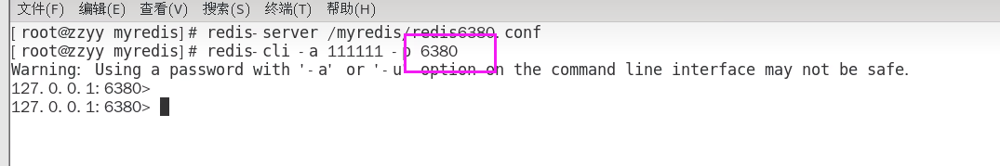 文件(F) 编辑(E) 查看(V) 搜索(S) 终端(T) 帮助(H)
[root@zzyy myredis]# redis-server /myredis/redis6380.conf
[root@zzyy myredis]# redis-cli -a 111111 -p 6380
Warning: Using a password with '-a' or '-u' option on the command line interface may not be safe.
127.0.0.1:6380>
127.0.0.1:6380>